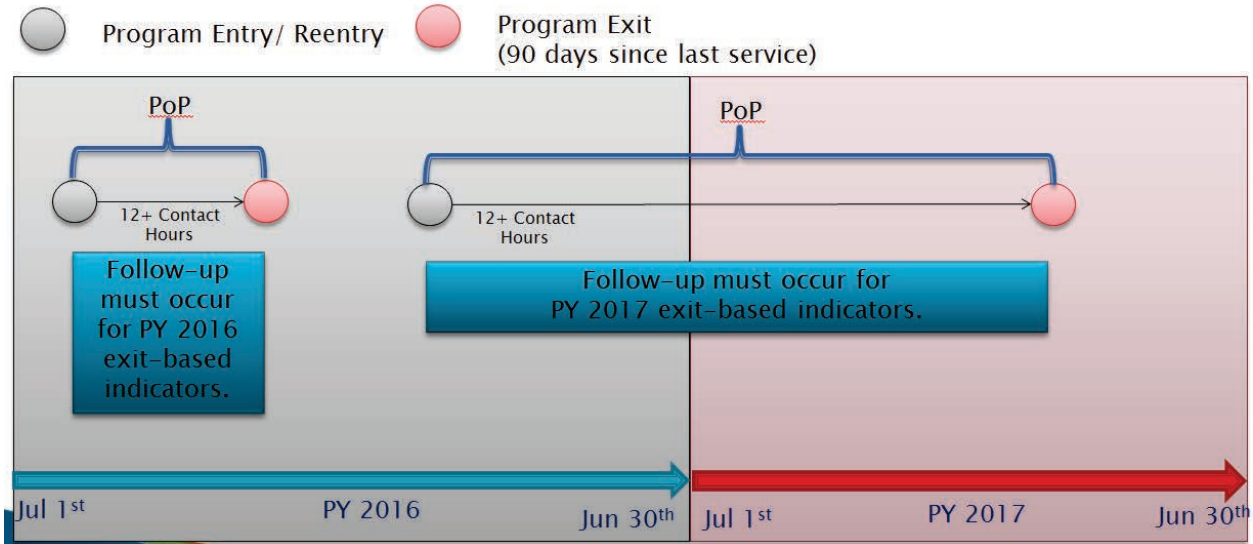 Program Entry/ Reentry
Program Exit
(90 days since last service)
PoP
PoP
12+ Contact
Hours
12+ Contact
Hours
Follow-up
must occur
for PY 2016
exit-based
indicators.
Follow-up must occur for
PY 2017 exit-based indicators.
Jul 1st
PY 2016
Jun 30th
Jul 1st
PY 2017
Jun 30th